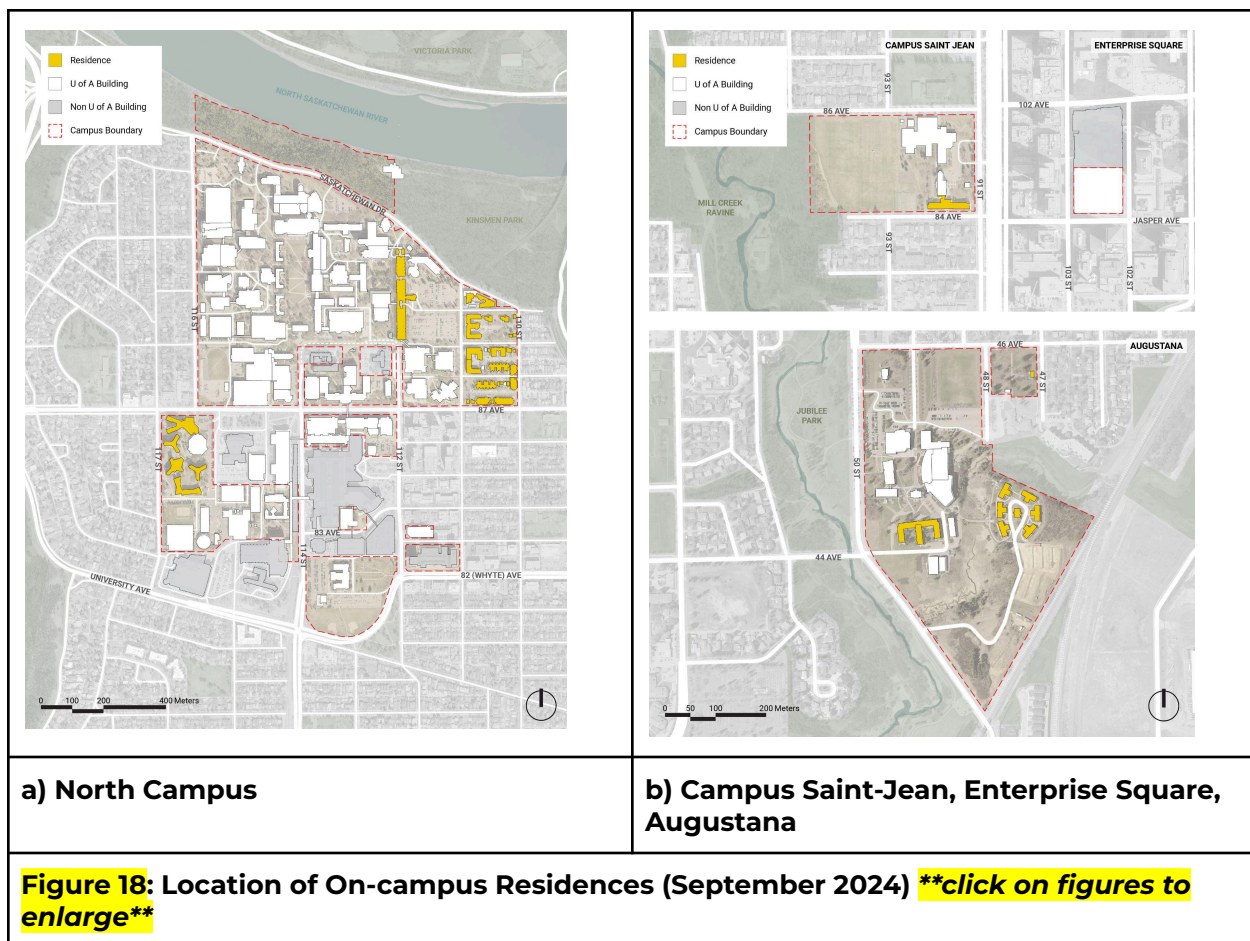 VICTORIA PARK
Residence
U of A Building
Non U of A Building
Campus Boundary
NORTH SASKATCHEWAN RIVER
SASKATCHEWAN DR.
KINSMEN PARK
116 ST
110 ST
87 AVE
117 ST
112 ST
83 AVE
114 ST
82 (WHYTE) AVE
UNIVERSITY AVE
0 100 200 400 Meters
CAMPUS SAINT JEAN
ENTERPRISE SQUARE
Residence
U of A Building
Non U of A Building
Campus Boundary
93 ST
86 AVE
102 AVE
MILL CREEK
RAVINE
91 ST
84 AVE
JASPER AVE
93 ST
103 ST
102 ST
46 AVE
AUGUSTANA
48 ST
47 ST
JUBILEE
PARK
50 ST
44 AVE
0 50 100 200 Meters
a) North Campus
b) Campus Saint-Jean, Enterprise Square,
Augustana
Figure 18: Location of On-campus Residences (September 2024) **click on figures to
enlarge**